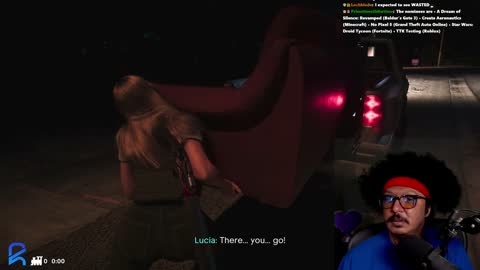 Lochlinder I expected to see WASTED
The nominees are - A Dream of
Silence: Revamped (Baldur's Gate 3) - Create Aeronautics
(Minecraft) - No Pixel 5 (Grand Theft Auto Online) - Star Wars:
Droid Tycoon (Fortnite) - TTK Testing (Roblox)
Lucia: There... you... go!
0 0:00